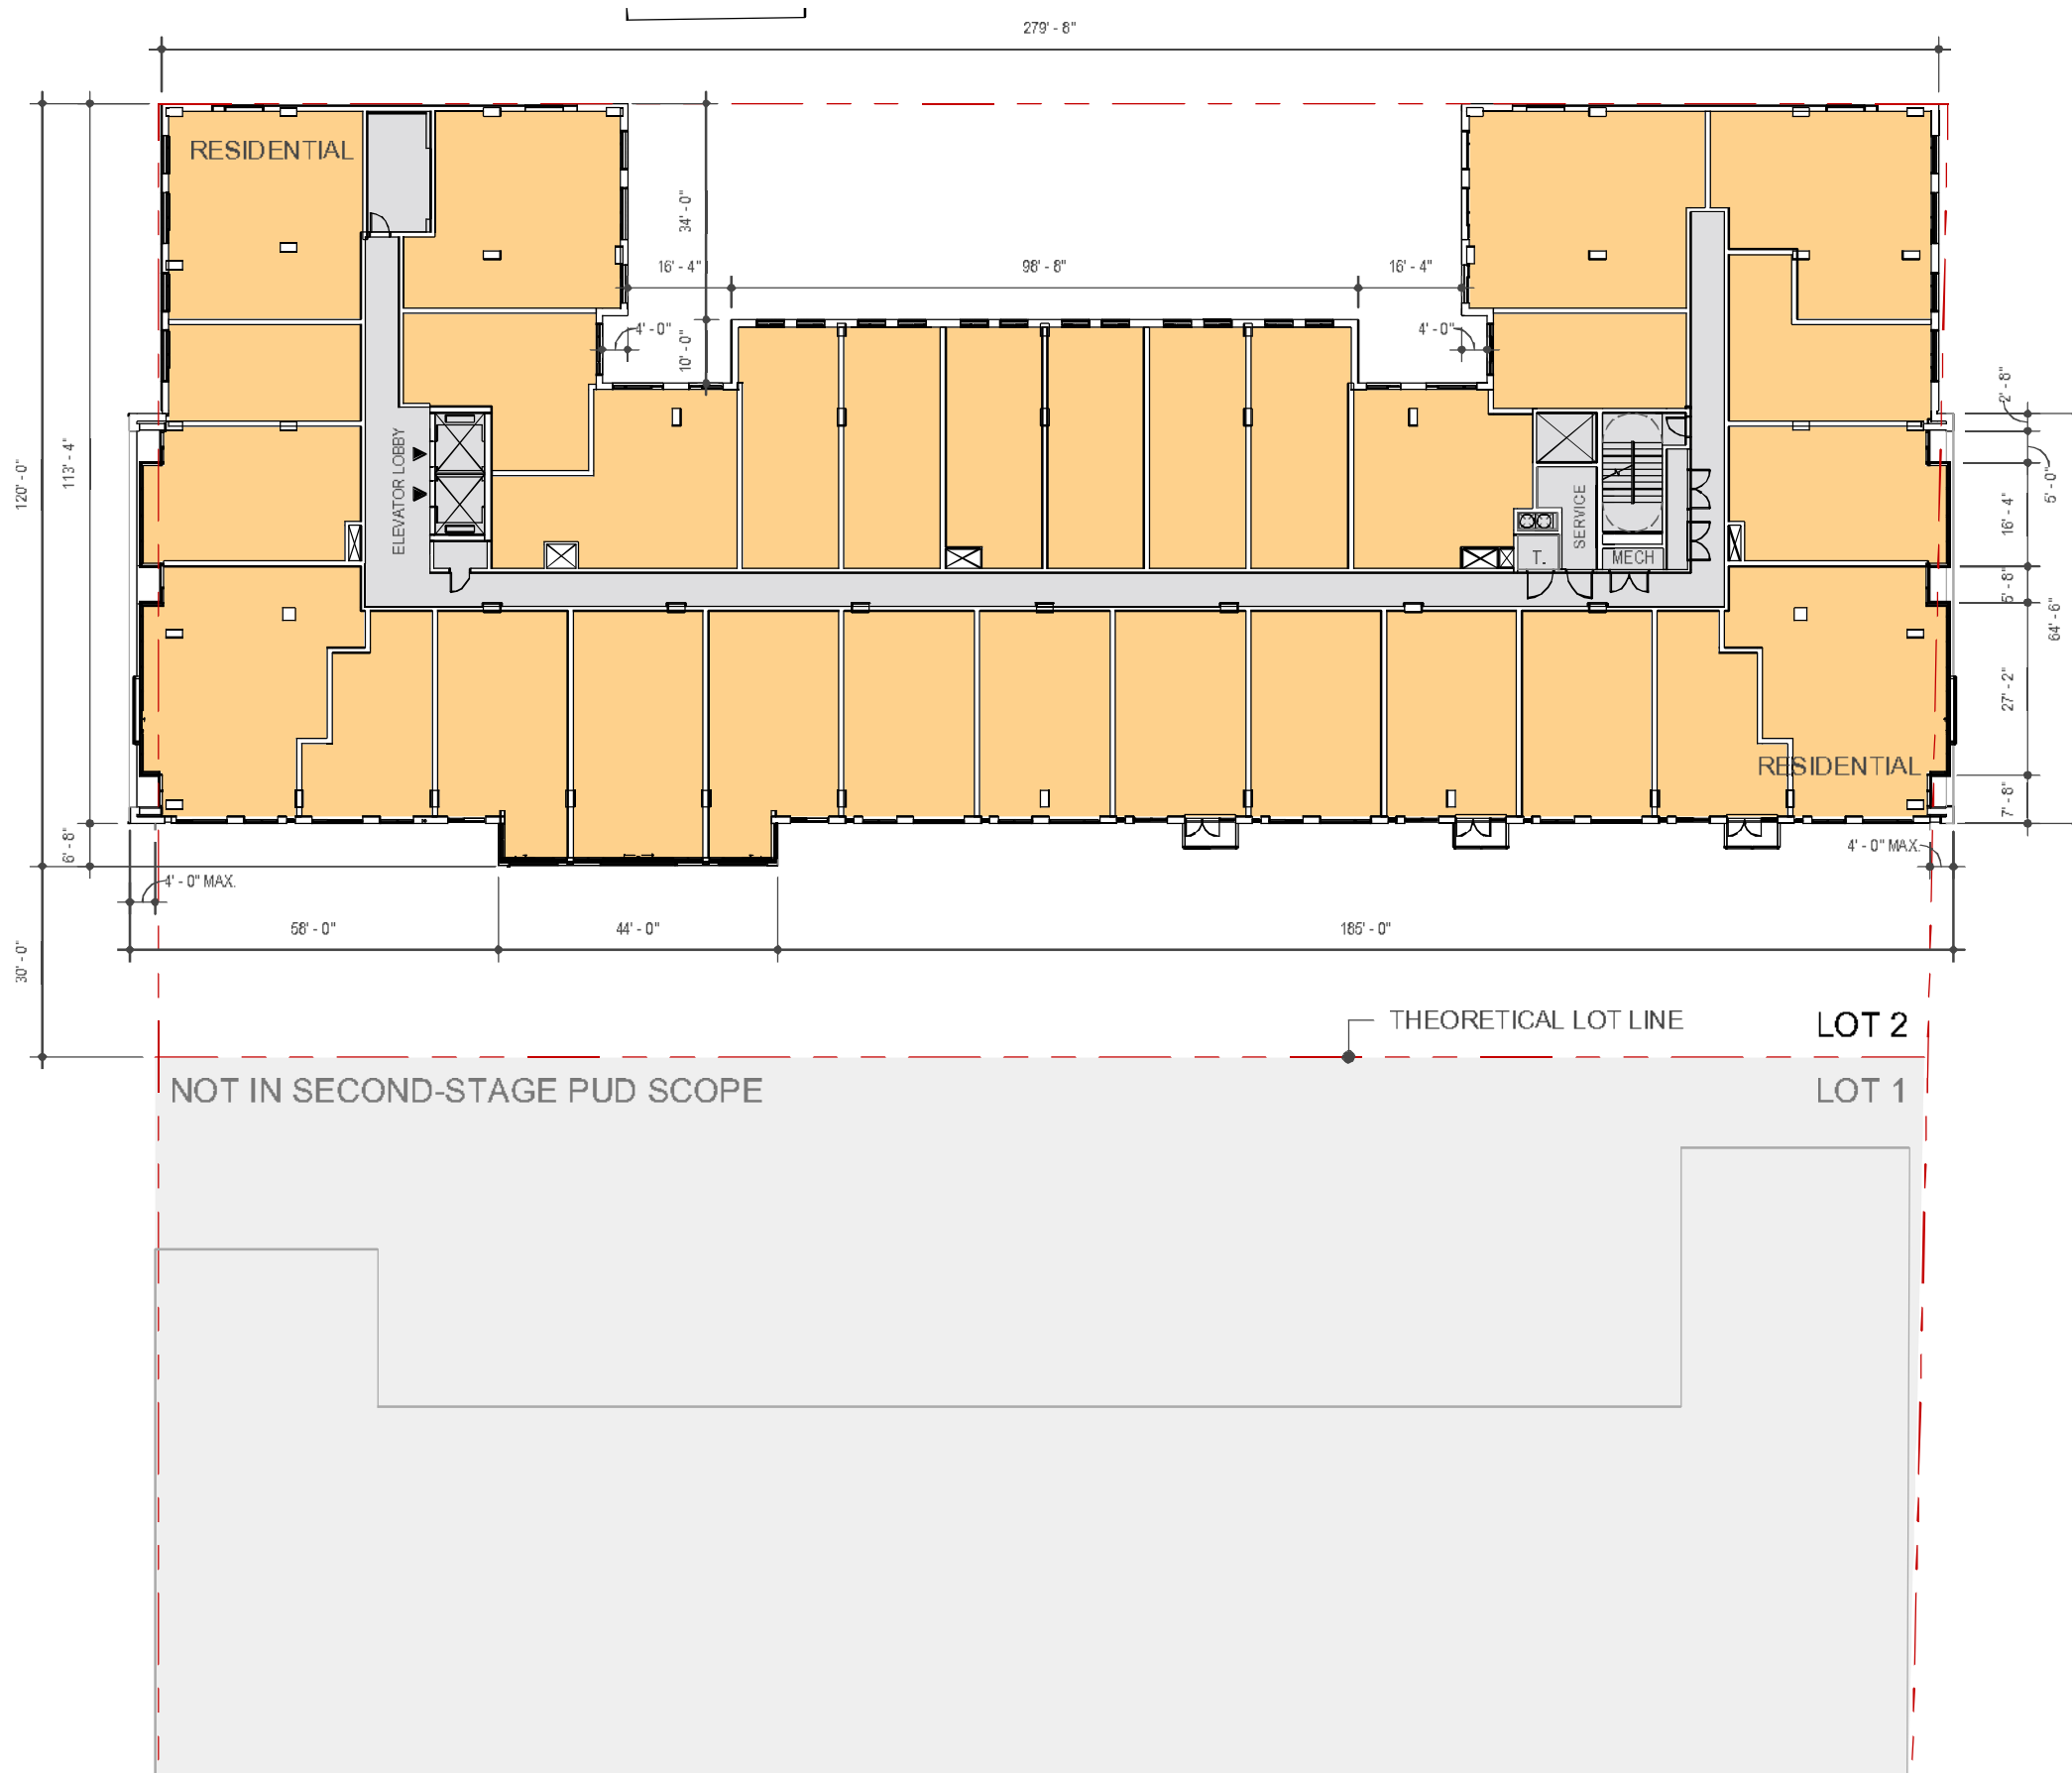 279' - 8"
RESIDENTIAL
34' - 0"
16' - 4"
98' - 8"
16' - 4"
4' - 0"
10' - 0"
4' - 0"
2' - 8"
120' - 0"
113' - 4"
ELEVATOR LOBBY
5' - 0"
16' - 4"
SERVICE
T.
MECH
5' - 8"
64' - 6"
27' - 2"
RESIDENTIAL
7' - 8"
6' - 8"
4' - 0" MAX.
4' - 0" MAX.
58' - 0"
44' - 0"
185' - 0"
30' - 0"
THEORETICAL LOT LINE
LOT 2
NOT IN SECOND-STAGE PUD SCOPE
LOT 1